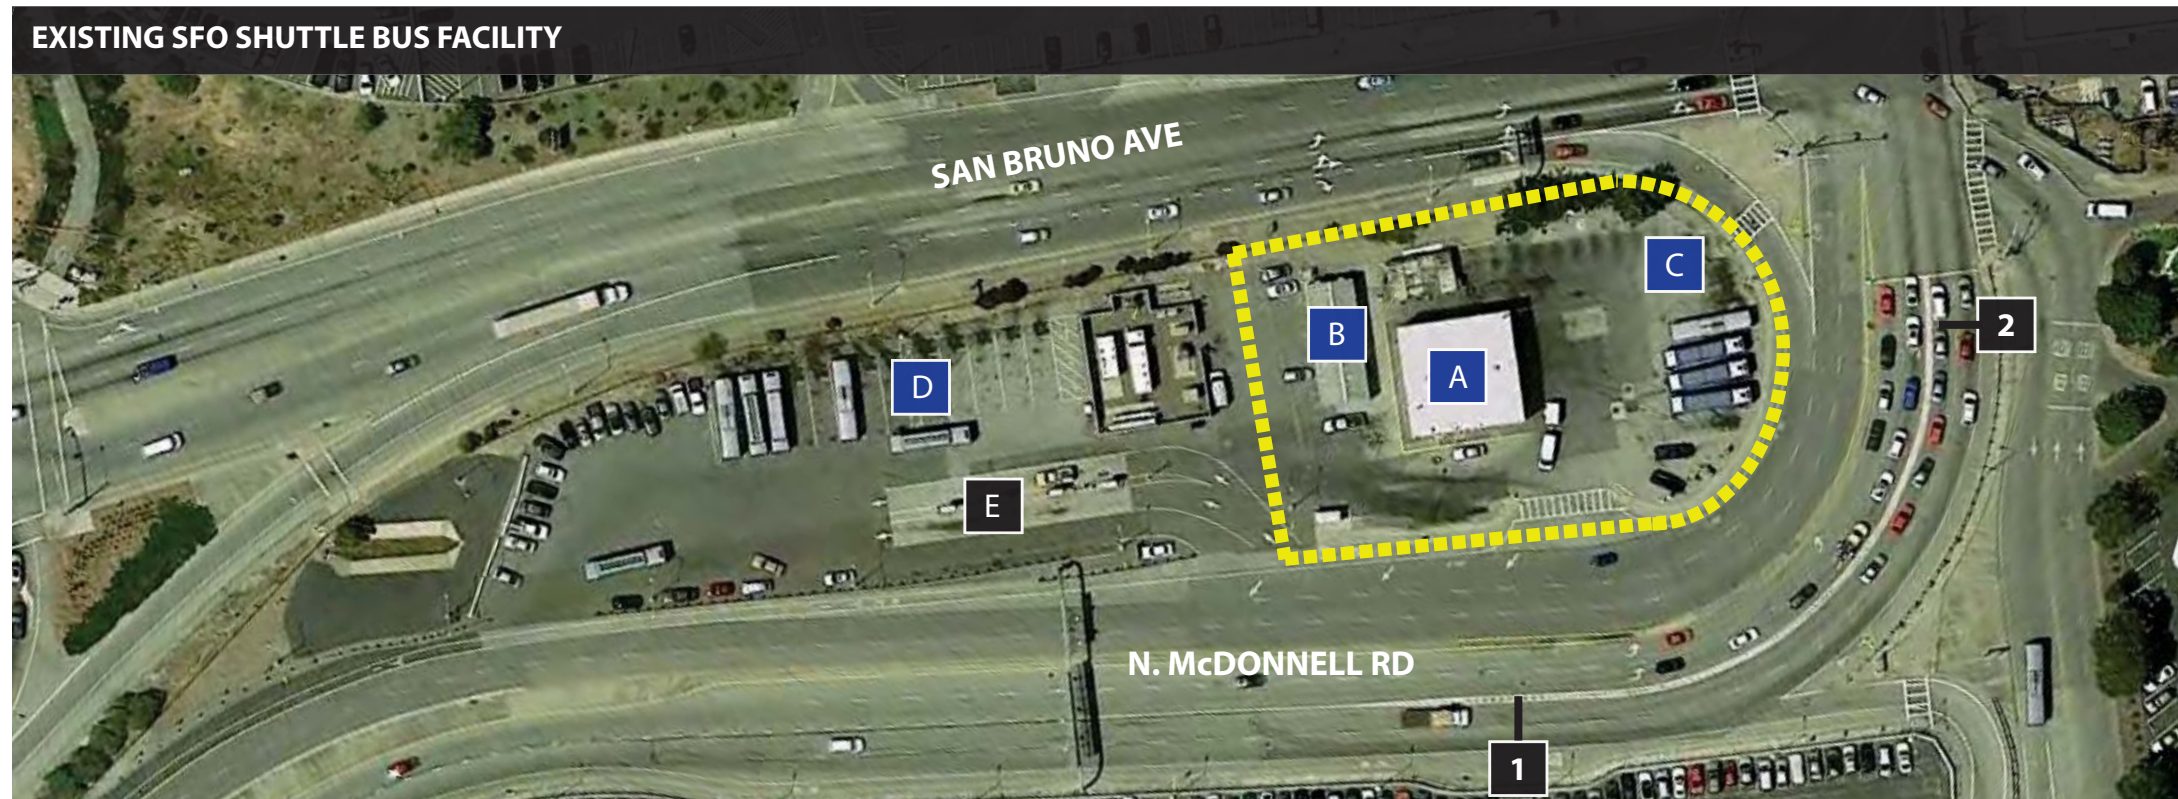 EXISTING SFO SHUTTLE BUS FACILITY
SAN BRUNO AVE
C
B
2
A
D
E
N. McDONNELL RD
1